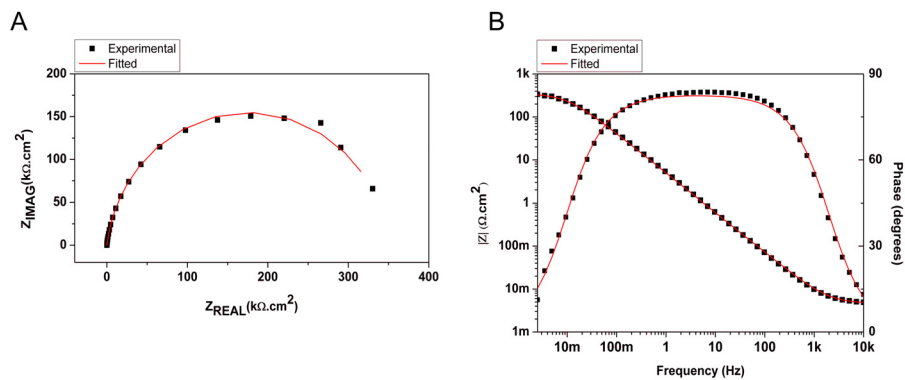 A
Experimental
Fitted
200
150
100
50
0
0
100
200
300
400
Z_IMAG(kΩ.cm²)
Z_REAL(kΩ.cm²)
B
Experimental
Fitted
1k
100
10
1
100m
10m
1m
90
60
30
0
10m
100m
1
10
100
1k
10k
|Z| (Ω.cm²)
Phase (degrees)
Frequency (Hz)